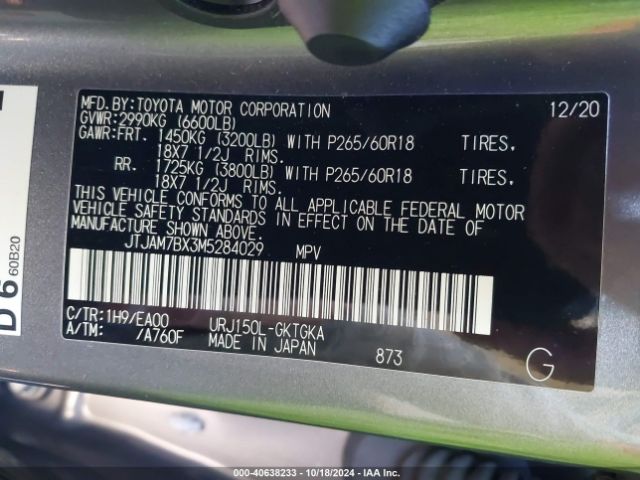 MFD. BY: TOYOTA MOTOR CORPORATION 12/20
GVWR: 2990KG (6600LB)
GAWR: FRT. 1450KG (3200LB) WITH P265/60R18 TIRES,
18X7 1/2J RIMS.
RR. 1725KG (3800LB) WITH P265/60R18 TIRES,
18X7 1/2J RIMS.
THIS VEHICLE CONFORMS TO ALL APPLICABLE FEDERAL MOTOR
VEHICLE SAFETY STANDARDS IN EFFECT ON THE DATE OF
MANUFACTURE SHOWN ABOVE.
JTJAM7BX3M5284029 MPV
C/TR: 1H9/EA00 URJ150L-GKTGKA
A/TM: /A760F MADE IN JAPAN 873 G
D 6 60B20
000-40638233 - 10/18/2024 - IAA Inc.